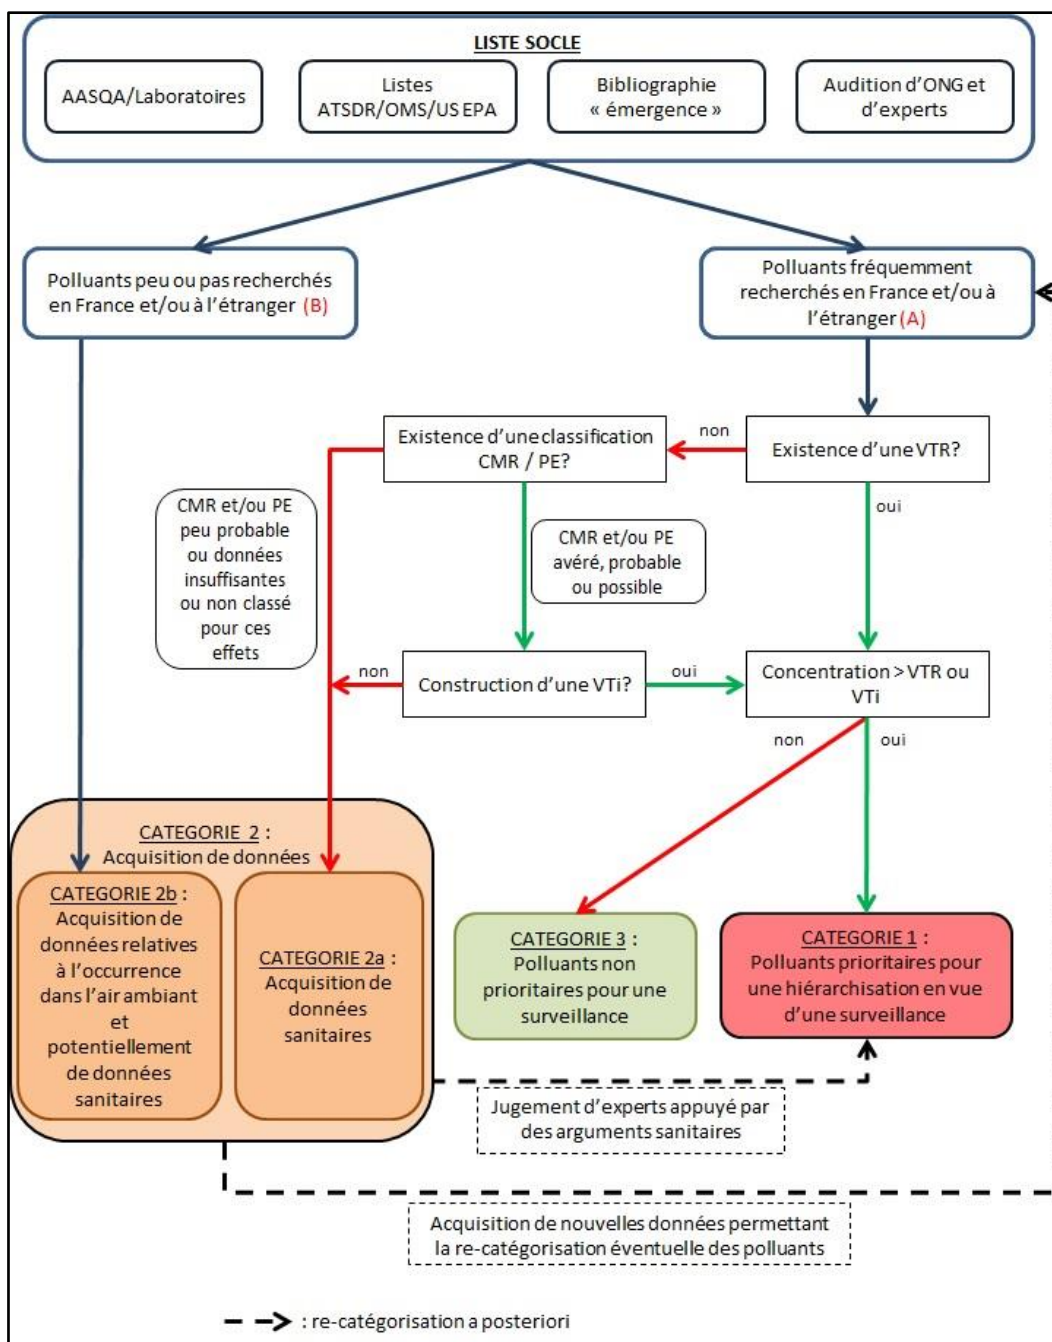 LISTE SOCLE
AASQA/Laboratoires
Listes
ATSDR/OMS/US EPA
Bibliographie
« émergence »
Audition d’ONG et
d’experts
Polluants peu ou pas recherchés
en France et/ou à l’étranger (B)
Polluants fréquemment
recherchés en France et/ou à
l’étranger (A)
Existence d’une classification
CMR / PE?
non
Existence d’une VTR?
oui
CMR et/ou PE
peu probable
ou données
insuffisantes
ou non classé
pour ces
effets
CMR et/ou PE
avéré, probable
ou possible
non
Construction d’une VTi?
oui
Concentration > VTR ou
VTi
non
oui
CATEGORIE 2 :
Acquisition de données
CATEGORIE 2b :
Acquisition de
données relatives
à l’occurrence
dans l’air ambiant
et
potentiellement
de données
sanitaires
CATEGORIE 2a :
Acquisition de
données
sanitaires
CATEGORIE 3 :
Polluants non
prioritaires pour une
surveillance
CATEGORIE 1 :
Polluants prioritaires pour
une hiérarchisation en vue
d’une surveillance
Jugement d’experts appuyé par
des arguments sanitaires
Acquisition de nouvelles données permettant
la re-catégorisation éventuelle des polluants
: re-catégorisation a posteriori